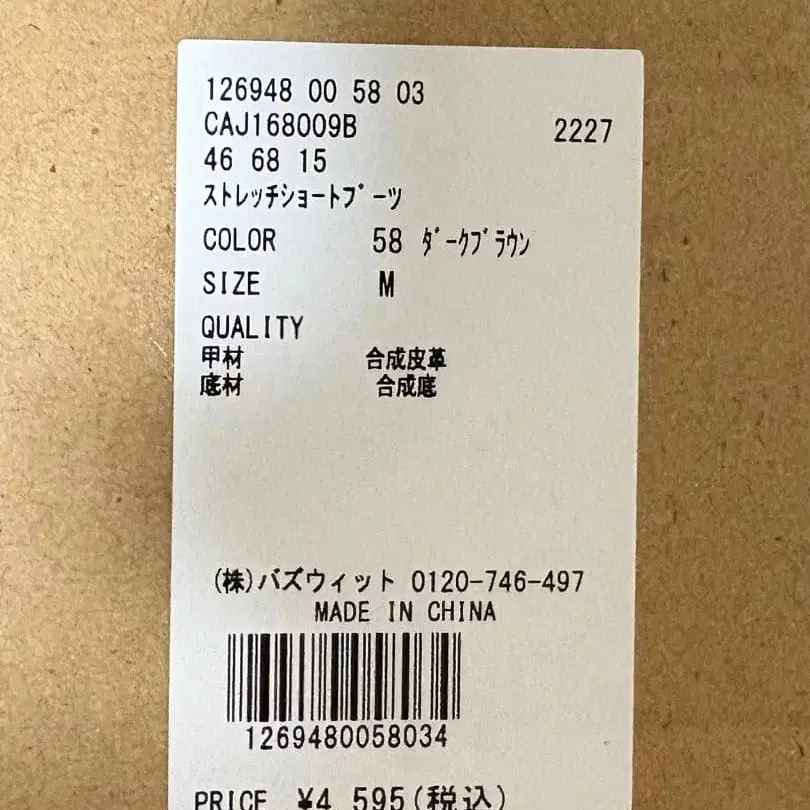 126948 00 58 03
CAJ168009B 2227
46 68 15
ｽﾄﾚｯﾁｼｮｰﾄﾌﾞｰﾂ
COLOR 58 ﾀﾞｰｸﾌﾞﾗｳﾝ
SIZE M
QUALITY
甲材 合成皮革
底材 合成底
(株)バズウィット 0120-746-497
MADE IN CHINA
1269480058034
PRICE ¥4 595(税込)